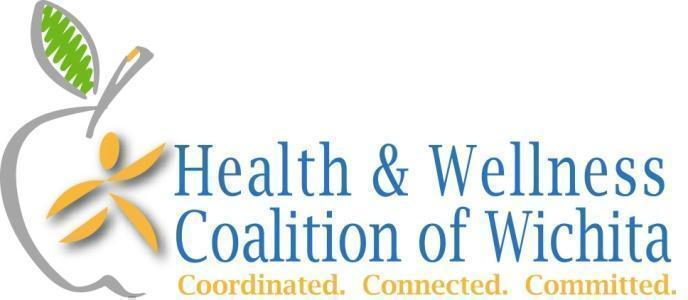 Health & Wellness
Coalition of Wichita
Coordinated. Connected. Committed.